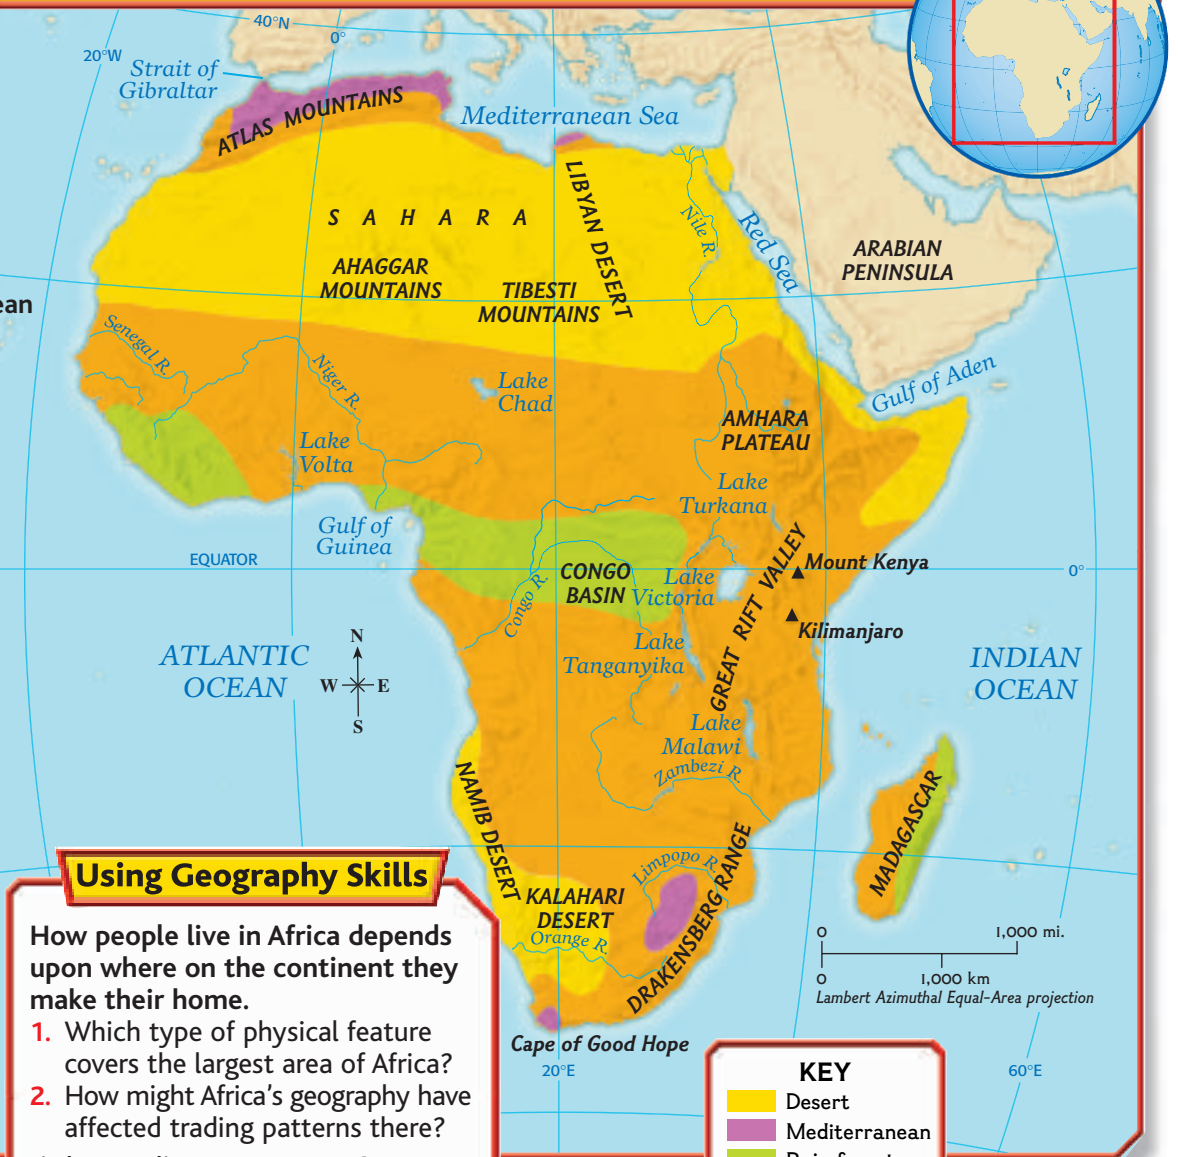 40°N
0°
20°W
Strait of
Gibraltar
ATLAS MOUNTAINS
Mediterranean Sea
LIBYAN DESERT
Nile R.
Red Sea
SAHARA
ARABIAN
PENINSULA
AHAGGAR
MOUNTAINS
TIBESTI
MOUNTAINS
Senegal R.
Niger R.
Lake
Chad
Gulf of Aden
AMHARA
PLATEAU
Lake
Volta
Lake
Turkana
Gulf of
Guinea
EQUATOR
0°
Mount Kenya
CONGO
BASIN
Congo R.
Lake
Victoria
GREAT RIFT VALLEY
Kilimanjaro
Lake
Tanganyika
ATLANTIC
OCEAN
N
W
E
S
INDIAN
OCEAN
Lake
Malawi
Zambezi R.
NAMIB DESERT
MADAGASCAR
Limpopo R.
KALAHARI
DESERT
Orange R.
DRAKENSBERG RANGE
Cape of Good Hope
20°E
60°E
0 1,000 mi.
0 1,000 km
Lambert Azimuthal Equal-Area projection
Using Geography Skills
How people live in Africa depends
upon where on the continent they
make their home.
1. Which type of physical feature
covers the largest area of Africa?
2. How might Africa's geography have
affected trading patterns there?
KEY
Desert
Mediterranean